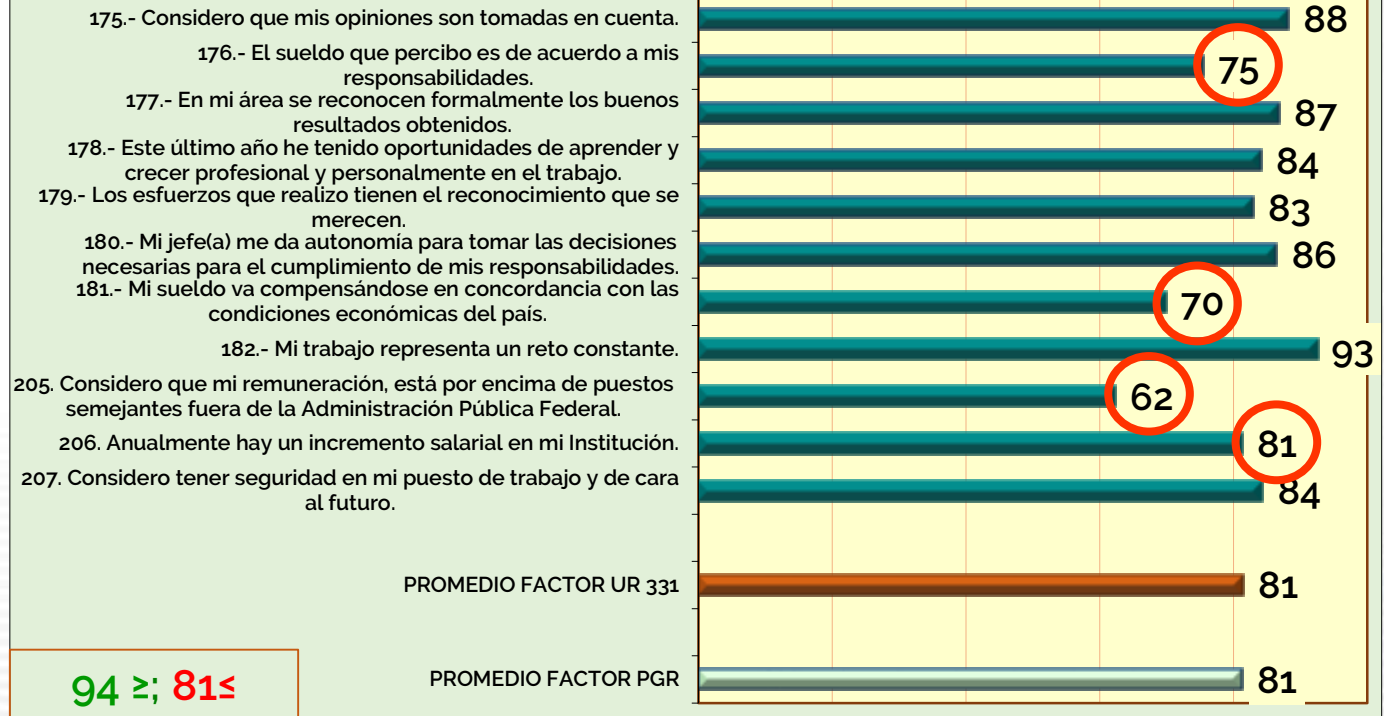 175.- Considero que mis opiniones son tomadas en cuenta.
88
176.- El sueldo que percibo es de acuerdo a mis
responsabilidades.
75
177.- En mi área se reconocen formalmente los buenos
resultados obtenidos.
87
178.- Este último año he tenido oportunidades de aprender y
crecer profesional y personalmente en el trabajo.
84
179.- Los esfuerzos que realizo tienen el reconocimiento que se
merecen.
83
180.- Mi jefe(a) me da autonomía para tomar las decisiones
necesarias para el cumplimiento de mis responsabilidades.
86
181.- Mi sueldo va compensándose en concordancia con las
condiciones económicas del país.
70
182.- Mi trabajo representa un reto constante.
93
205. Considero que mi remuneración, está por encima de puestos
semejantes fuera de la Administración Pública Federal.
62
206. Anualmente hay un incremento salarial en mi Institución.
81
207. Considero tener seguridad en mi puesto de trabajo y de cara
al futuro.
84
PROMEDIO FACTOR UR 331
81
PROMEDIO FACTOR PGR
81
94 ≥; 81≤